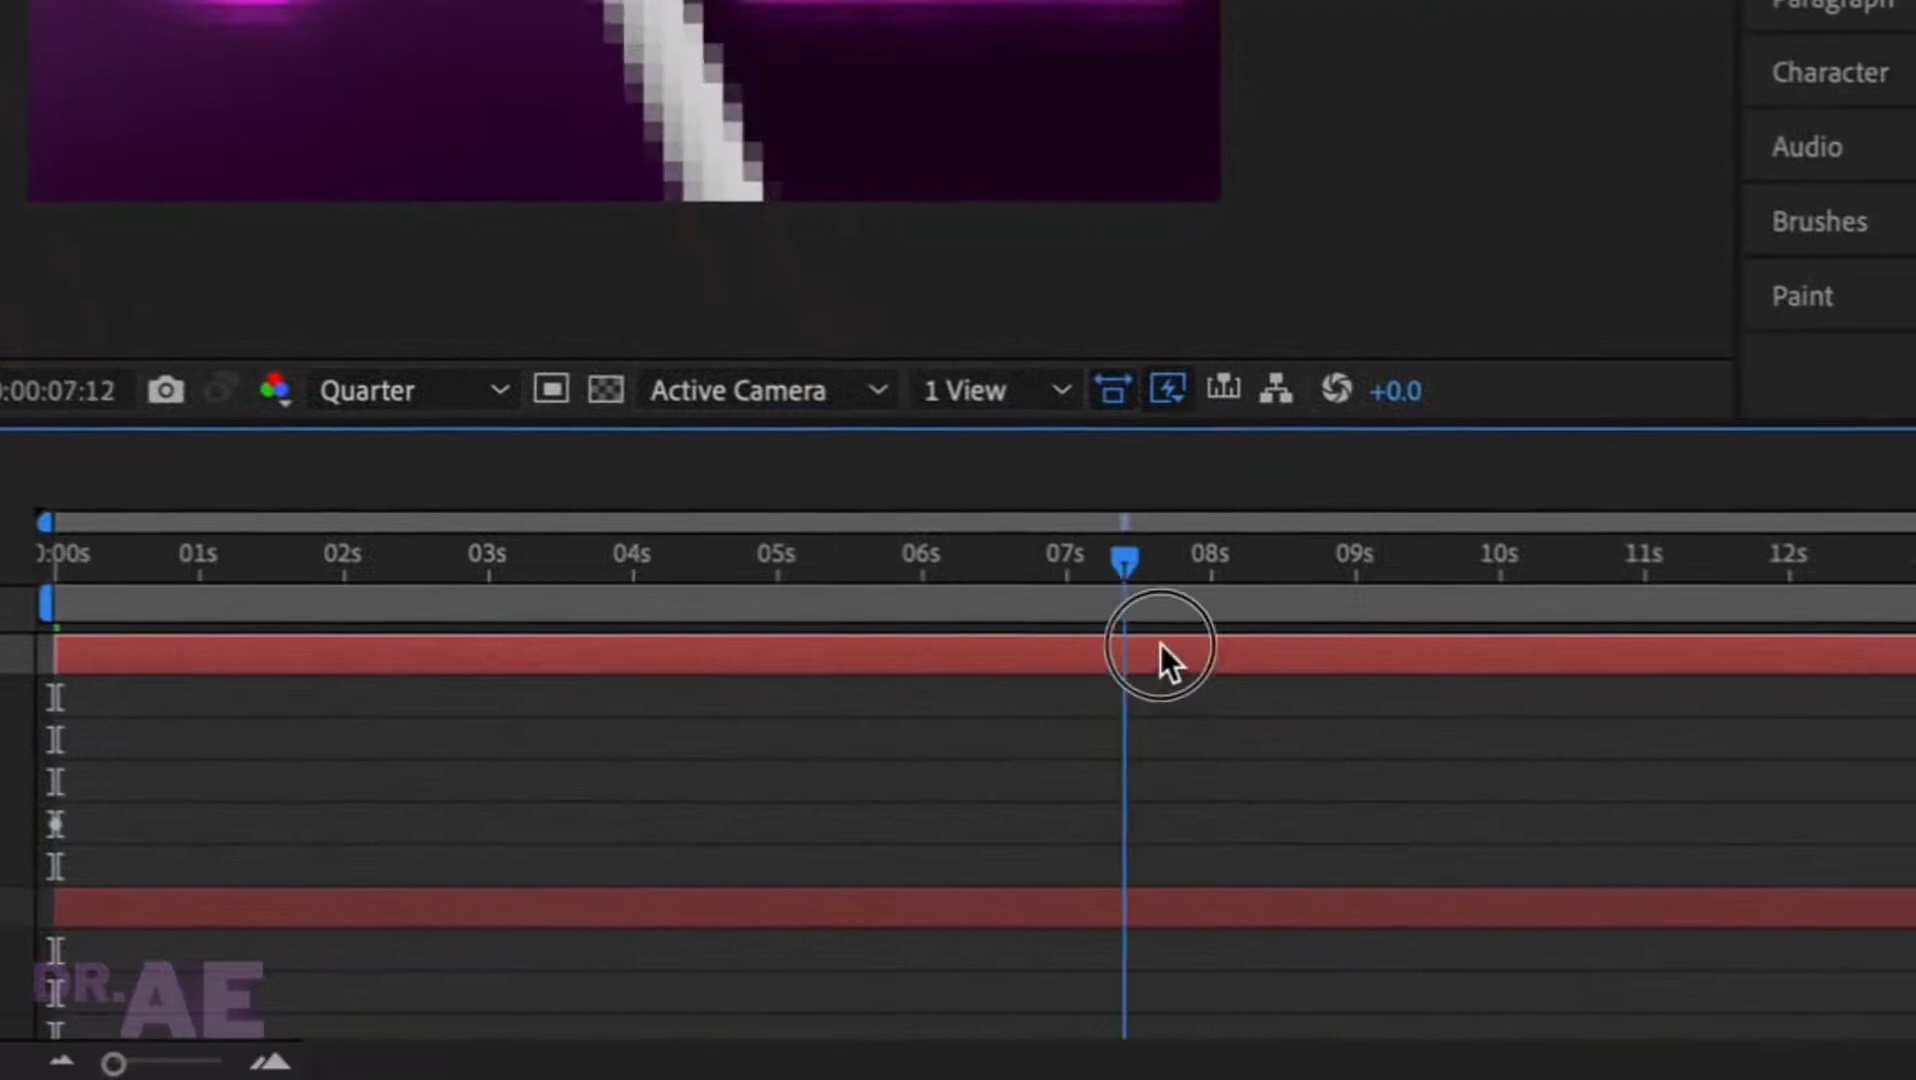 Paragraph
Character
Audio
Brushes
Paint
0:00:07:12 Quarter Active Camera 1 View +0.0
0:00s 01s 02s 03s 04s 05s 06s 07s 08s 09s 10s 11s 12s
DR.AE